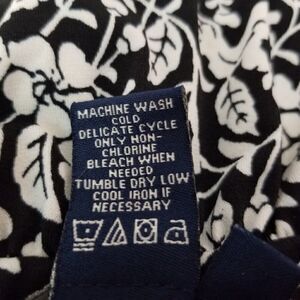 MACHINE WASH
COLD
DELICATE CYCLE
ONLY NON-
CHLORINE
BLEACH WHEN
NEEDED
TUMBLE DRY LOW
COOL IRON IF
NECESSARY